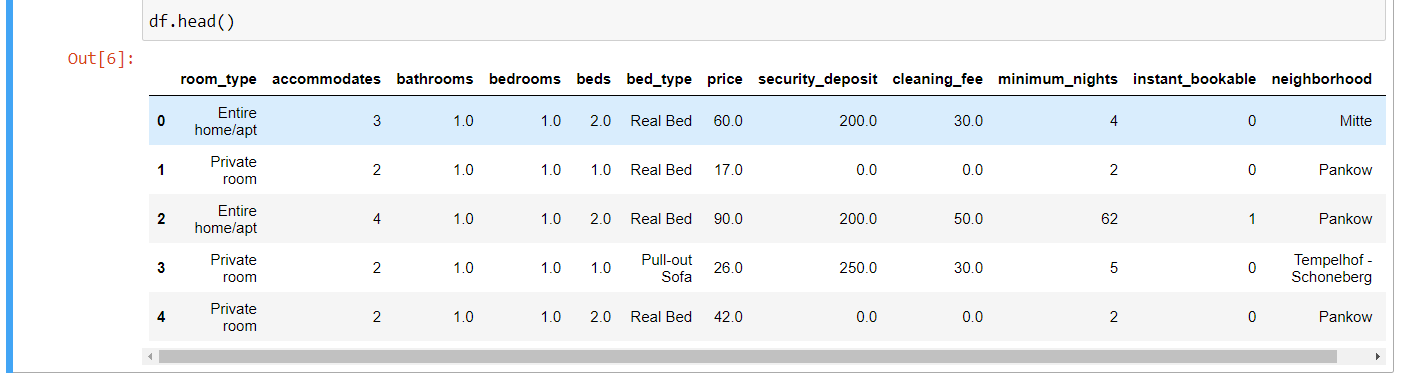 df.head()
Out[6]:
room_type accommodates bathrooms bedrooms beds bed_type price security_deposit cleaning_fee minimum_nights instant_bookable neighborhood
0 Entire home/apt 3 1.0 1.0 2.0 Real Bed 60.0 200.0 30.0 4 0 Mitte
1 Private room 2 1.0 1.0 1.0 Real Bed 17.0 0.0 0.0 2 0 Pankow
2 Entire home/apt 4 1.0 1.0 2.0 Real Bed 90.0 200.0 50.0 62 1 Pankow
3 Private room 2 1.0 1.0 1.0 Pull-out Sofa 26.0 250.0 30.0 5 0 Tempelhof - Schoneberg
4 Private room 2 1.0 1.0 2.0 Real Bed 42.0 0.0 0.0 2 0 Pankow